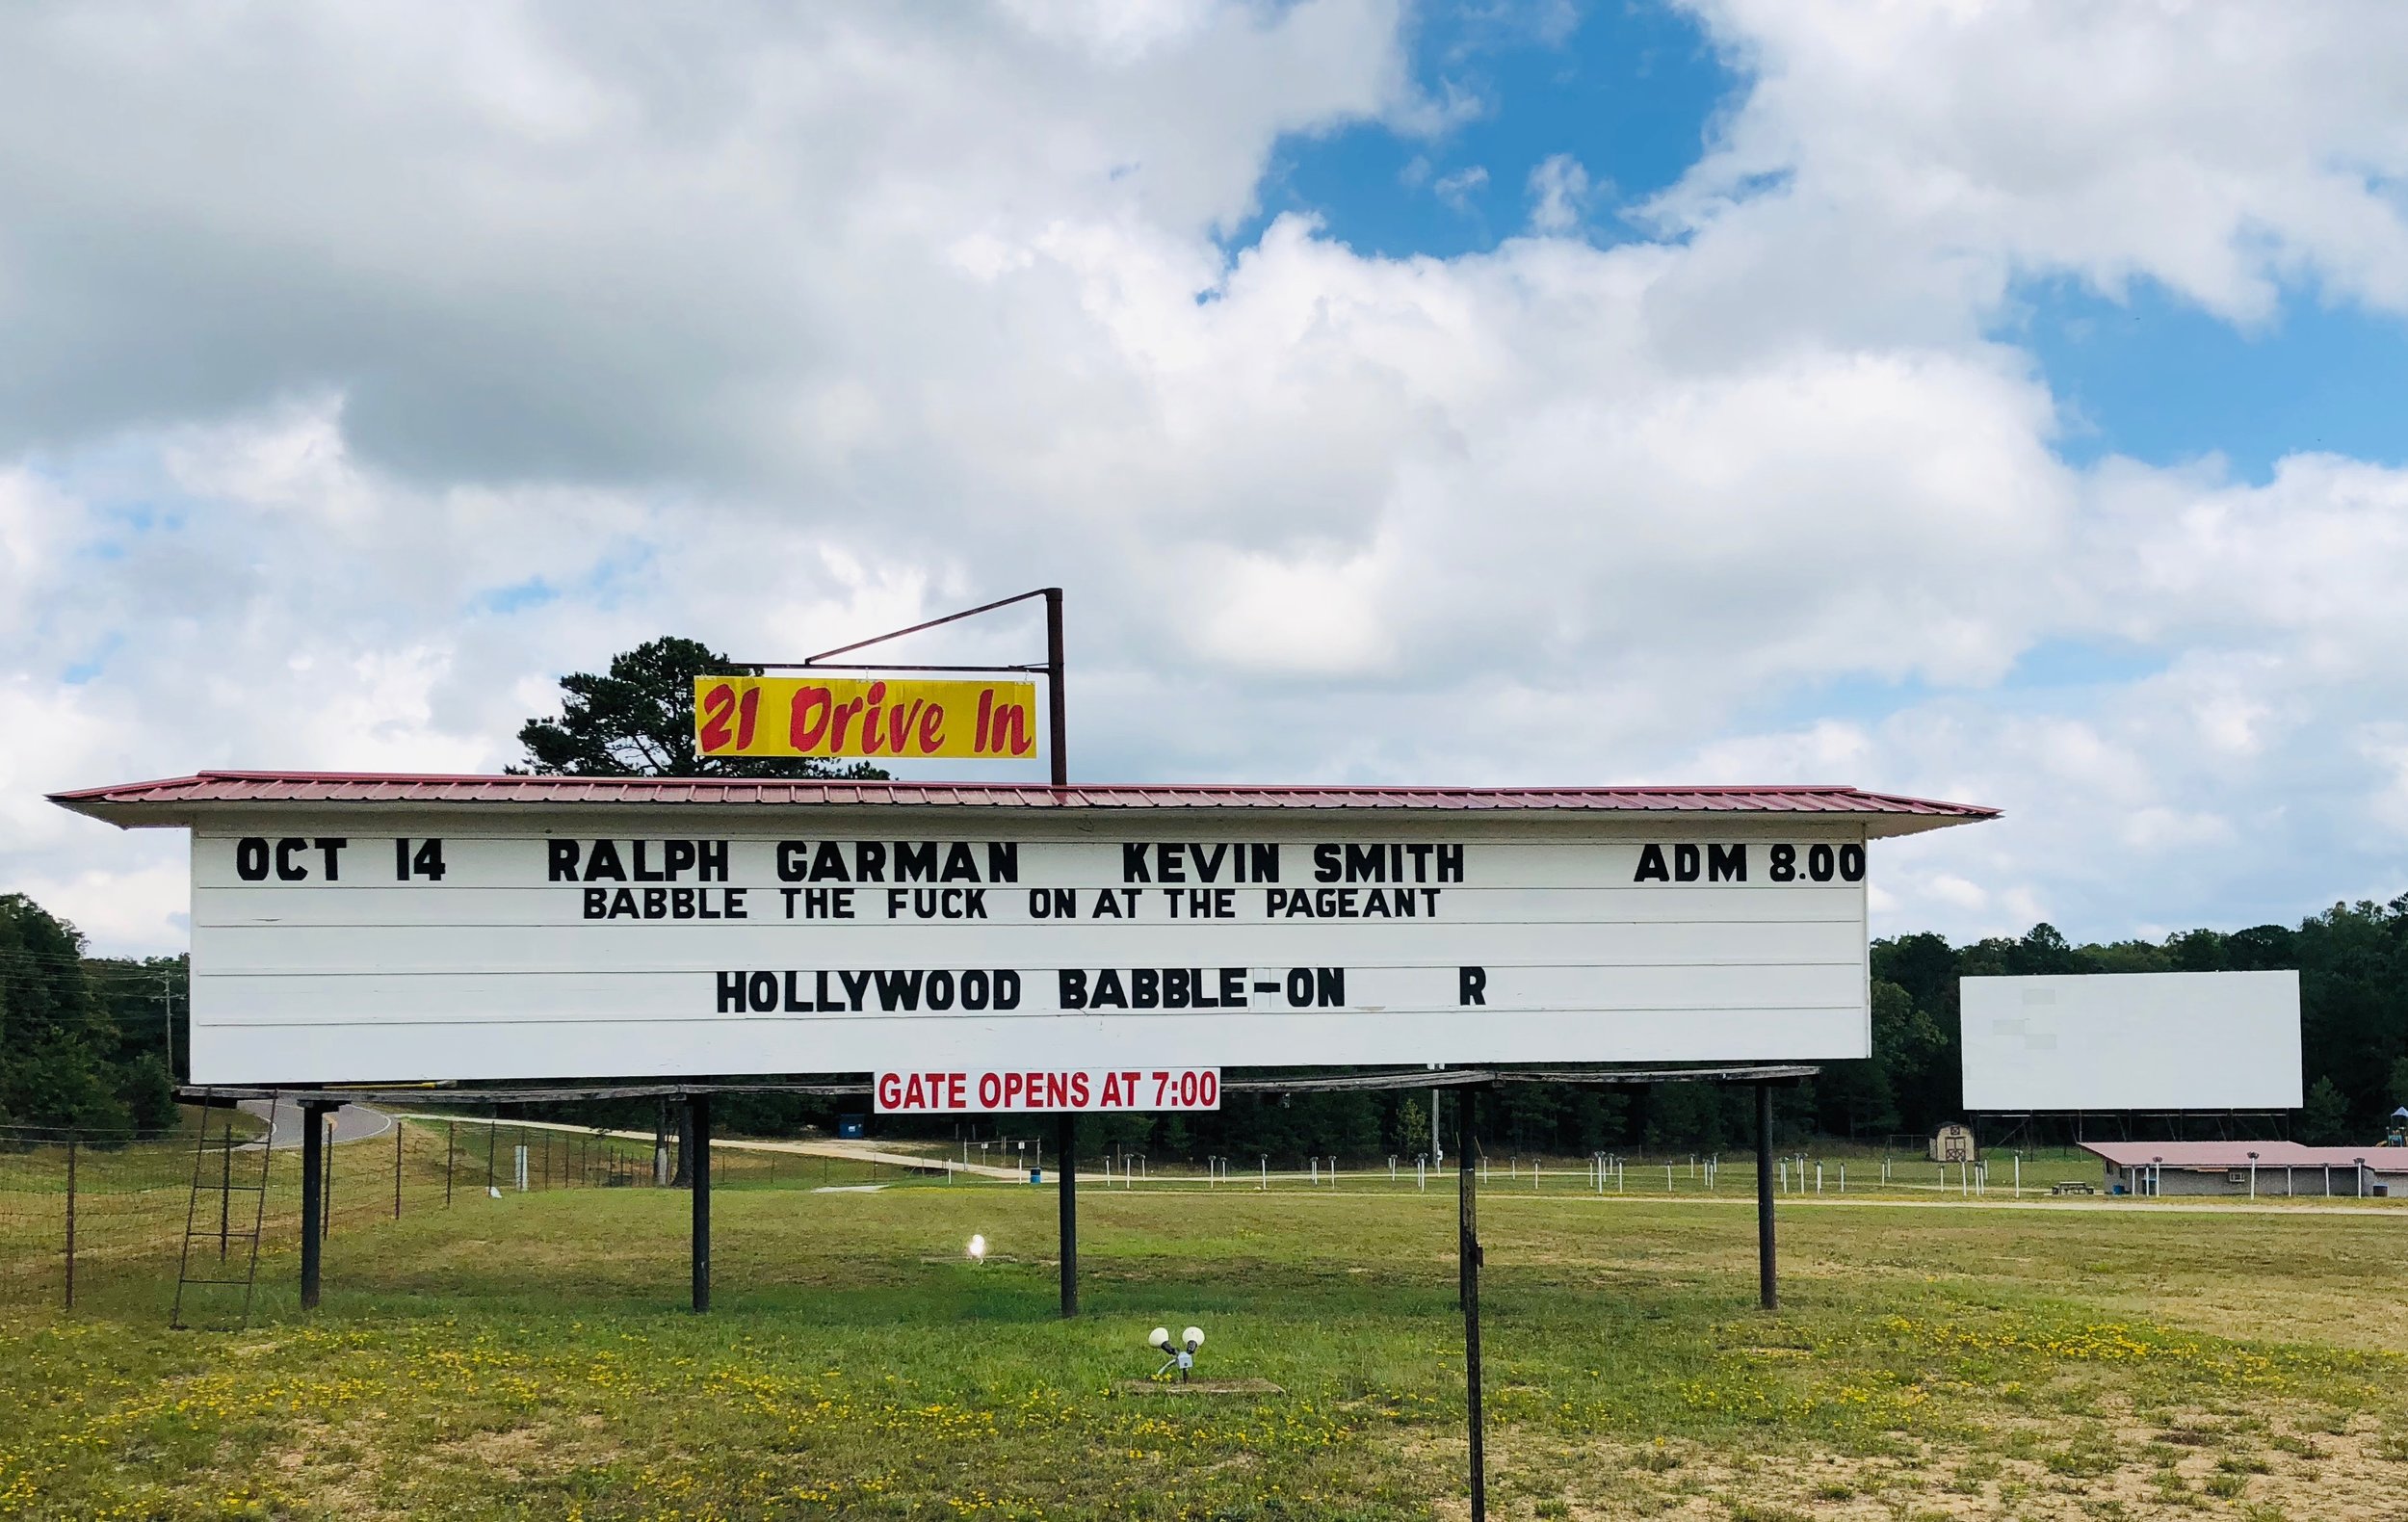 21 Drive In
OCT 14 RALPH GARMAN KEVIN SMITH ADM 8.00
BABBLE THE FUCK ON AT THE PAGEANT
HOLLYWOOD BABBLE-ON R
GATE OPENS AT 7:00